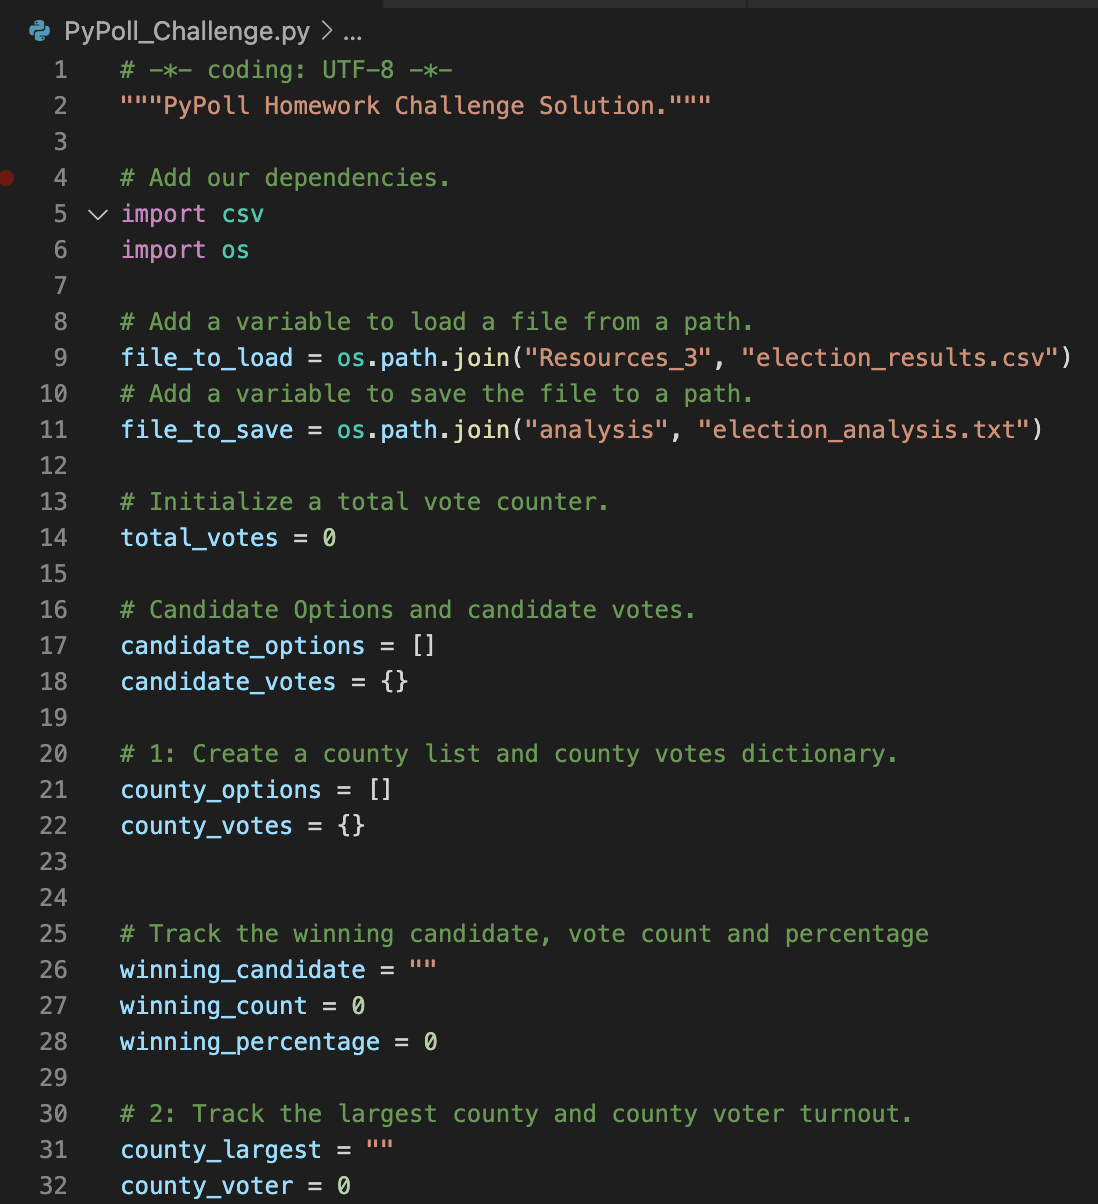 PyPoll_Challenge.py > ...
1 # -*- coding: UTF-8 -*-
2 """PyPoll Homework Challenge Solution."""
3
4 # Add our dependencies.
5 import csv
6 import os
7
8 # Add a variable to load a file from a path.
9 file_to_load = os.path.join("Resources_3", "election_results.csv")
10 # Add a variable to save the file to a path.
11 file_to_save = os.path.join("analysis", "election_analysis.txt")
12
13 # Initialize a total vote counter.
14 total_votes = 0
15
16 # Candidate Options and candidate votes.
17 candidate_options = []
18 candidate_votes = {}
19
20 # 1: Create a county list and county votes dictionary.
21 county_options = []
22 county_votes = {}
23
24
25 # Track the winning candidate, vote count and percentage
26 winning_candidate = ""
27 winning_count = 0
28 winning_percentage = 0
29
30 # 2: Track the largest county and county voter turnout.
31 county_largest = ""
32 county_voter = 0